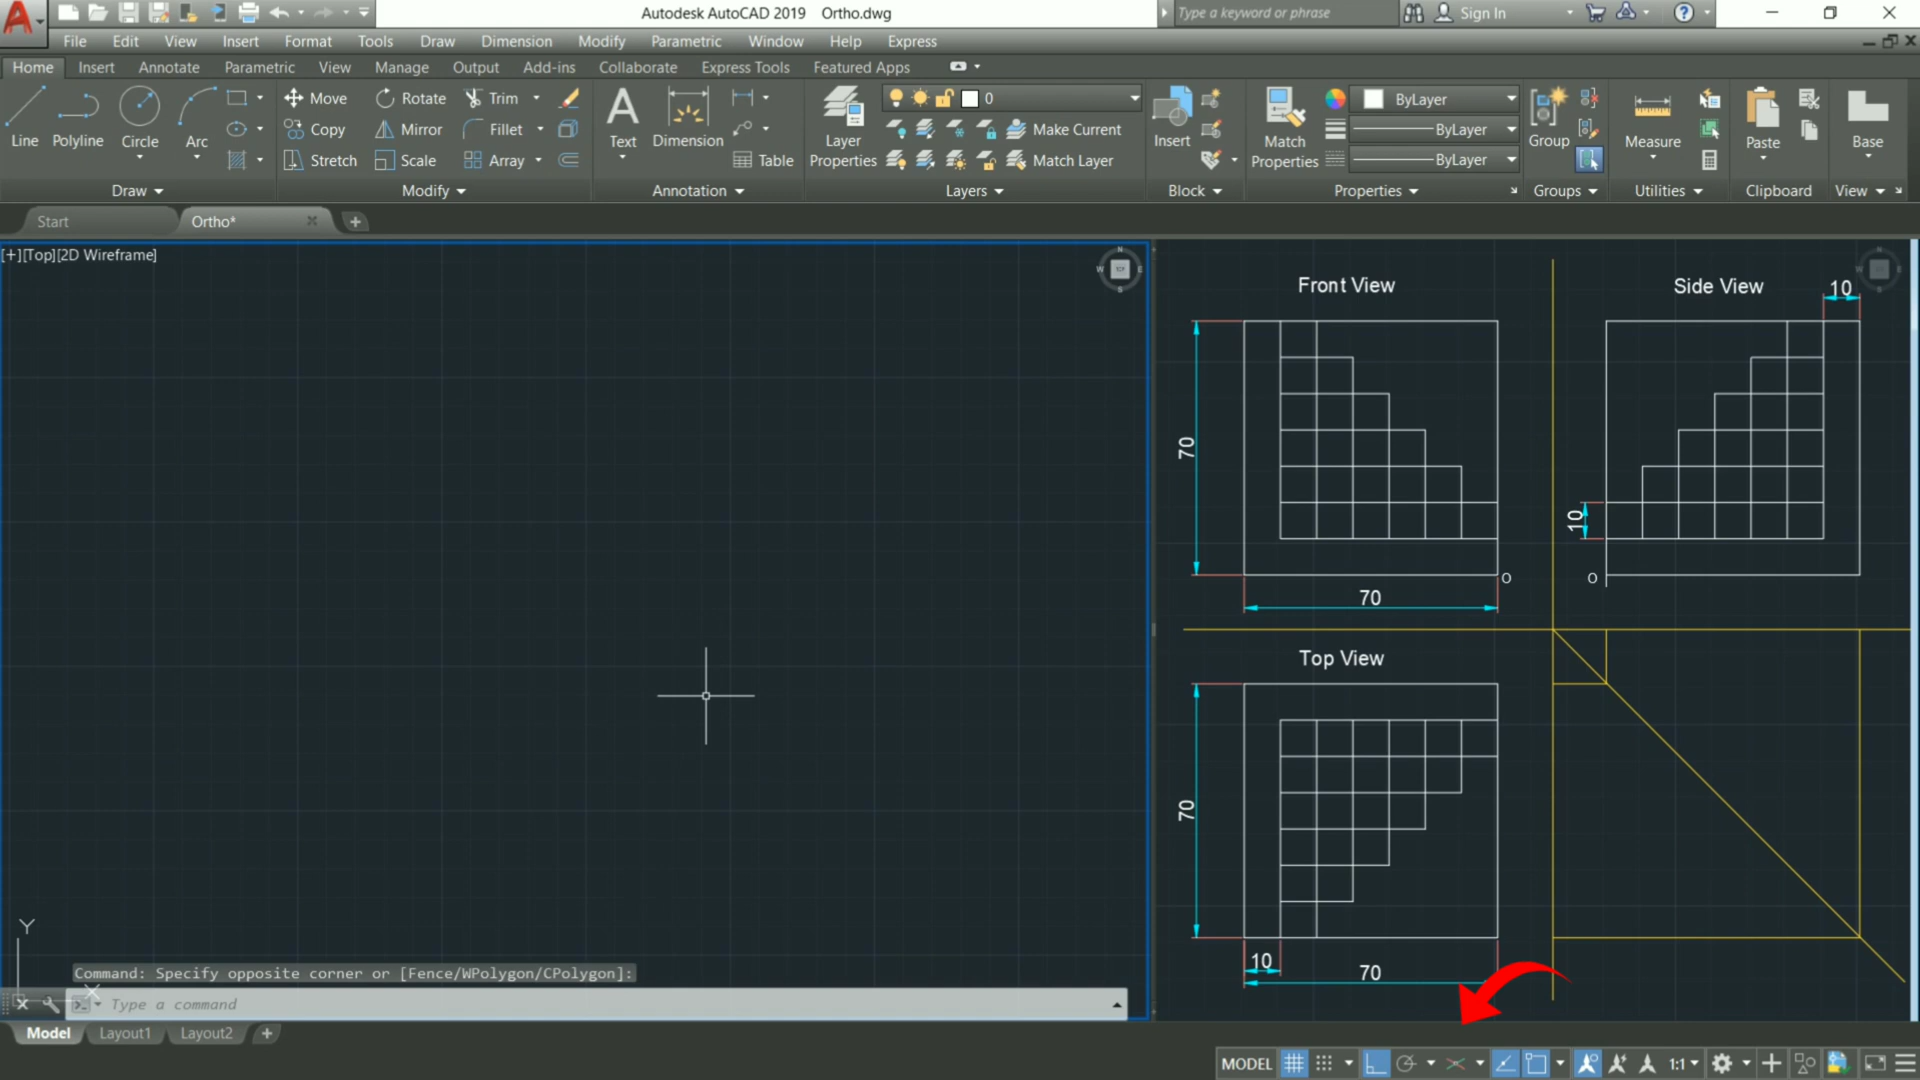 Autodesk AutoCAD 2019 Ortho.dwg
Type a keyword or phrase
Sign In
File Edit View Insert Format Tools Draw Dimension Modify Parametric Window Help Express
Home Insert Annotate Parametric View Manage Output Add-ins Collaborate Express Tools Featured Apps
Line Polyline Circle Arc
Move Rotate Trim
Copy Mirror Fillet
Stretch Scale Array
Text Dimension Table
Layer Properties
0
Make Current
Match Layer
Insert
Match Properties
ByLayer
ByLayer
ByLayer
Group Measure Paste Base
Draw Modify Annotation Layers Block Properties Groups Utilities Clipboard View
Start Ortho*
[+][Top][2D Wireframe]
N
W TOP E
S
Front View
Side View
10
70
10
O
O
70
Top View
70
10
70
Y
X
Command: Specify opposite corner or [Fence/WPolygon/CPolygon]:
Type a command
Model Layout1 Layout2
MODEL 1:1